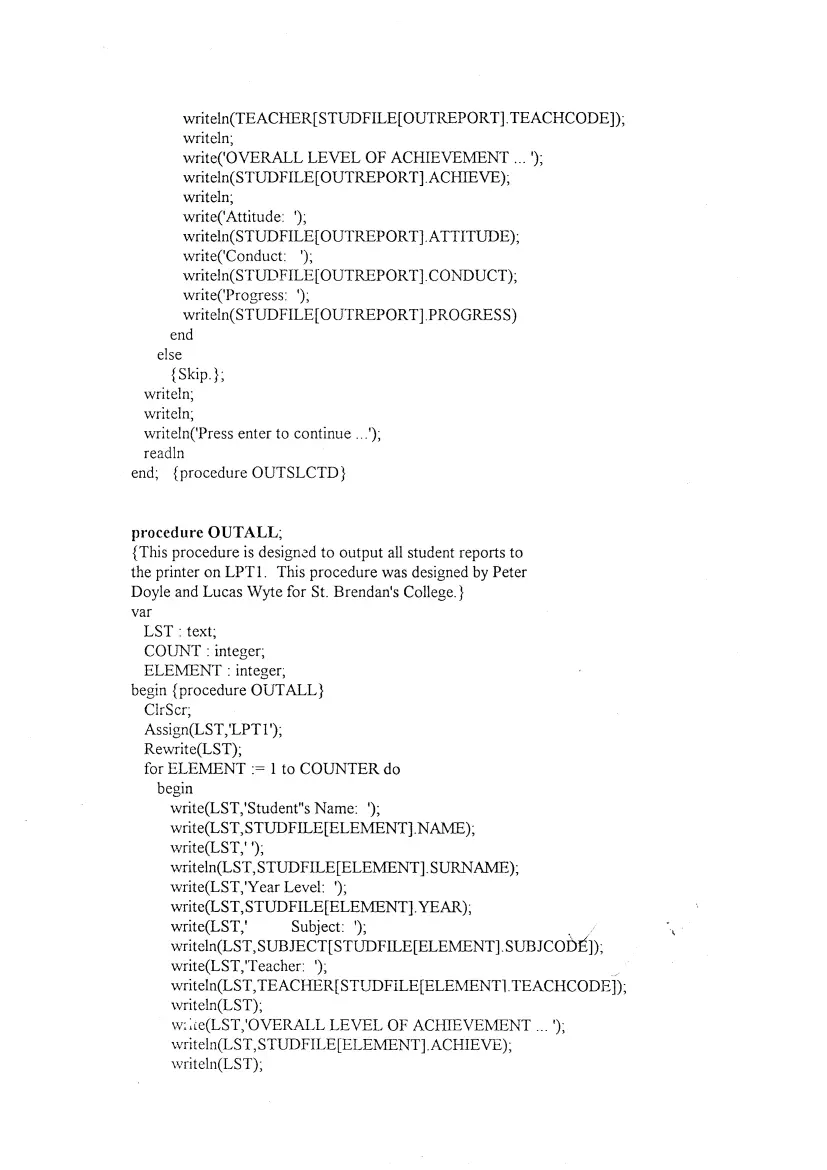 writeln(TEACHER[STUDFILE[OUTREPORT].TEACHCODE]);
writeln;
write('OVERALL LEVEL OF ACHIEVEMENT ... ');
writeln(STUDFILE[OUTREPORT].ACHIEVE);
writeln;
write('Attitude:  ');
writeln(STUDFILE[OUTREPORT].ATTITUDE);
write('Conduct:   ');
writeln(STUDFILE[OUTREPORT].CONDUCT);
write('Progress:  ');
writeln(STUDFILE[OUTREPORT].PROGRESS)
end
else
{Skip.};
writeln;
writeln;
writeln('Press enter to continue ...');
readln
end;   {procedure OUTSLCTD}
procedure OUTALL;
{This procedure is designed to output all student reports to
the printer on LPT1.  This procedure was designed by Peter
Doyle and Lucas Wyte for St. Brendan's College.}
var
LST : text;
COUNT : integer;
ELEMENT : integer;
begin {procedure OUTALL}
ClrScr;
Assign(LST,'LPT1');
Rewrite(LST);
for ELEMENT := 1 to COUNTER do
begin
write(LST,'Student''s Name:  ');
write(LST,STUDFILE[ELEMENT].NAME);
write(LST,' ');
writeln(LST,STUDFILE[ELEMENT].SURNAME);
write(LST,'Year Level:  ');
write(LST,STUDFILE[ELEMENT].YEAR);
write(LST,'        Subject:  ');
writeln(LST,SUBJECT[STUDFILE[ELEMENT].SUBJCODE]);
write(LST,'Teacher:  ');
writeln(LST,TEACHER[STUDFILE[ELEMENT].TEACHCODE]);
writeln(LST);
write(LST,'OVERALL LEVEL OF ACHIEVEMENT ... ');
writeln(LST,STUDFILE[ELEMENT].ACHIEVE);
writeln(LST);